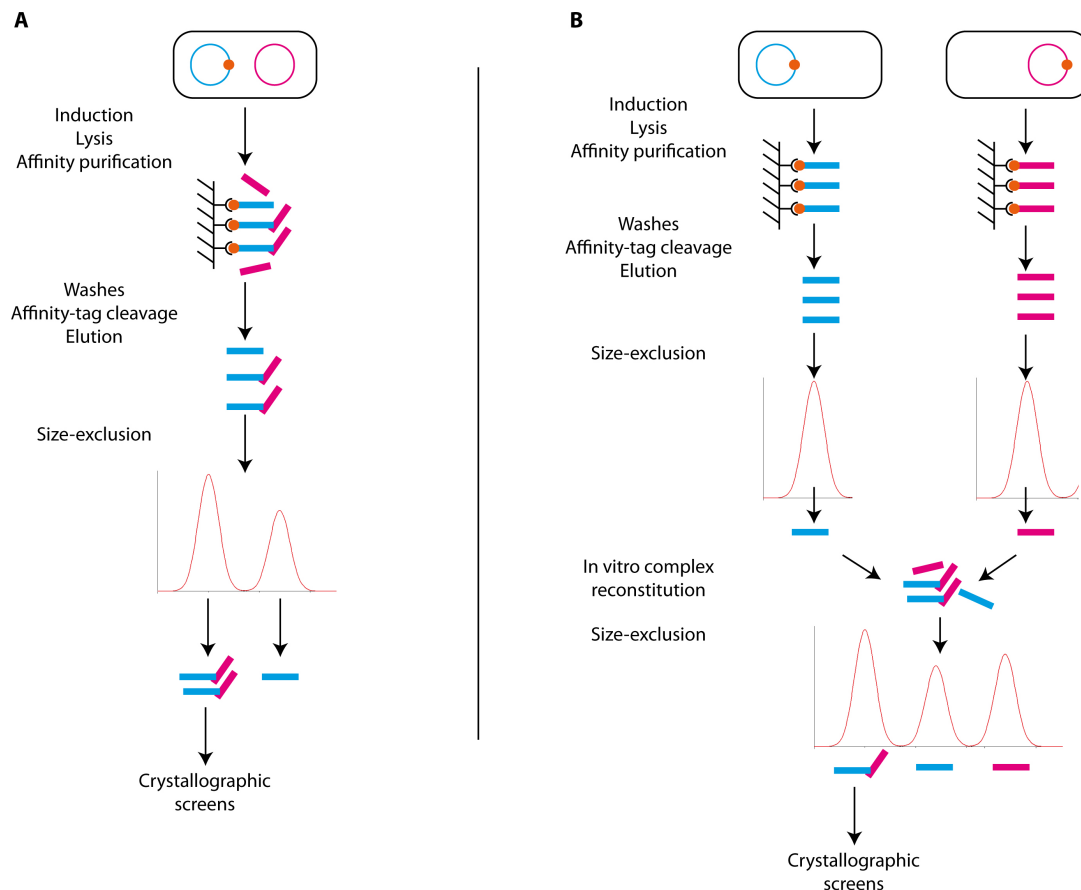 A
Induction
Lysis
Affinity purification
Washes
Affinity-tag cleavage
Elution
Size-exclusion
Crystallographic
screens
B
Induction
Lysis
Affinity purification
Washes
Affinity-tag cleavage
Elution
Size-exclusion
In vitro complex
reconstitution
Size-exclusion
Crystallographic
screens